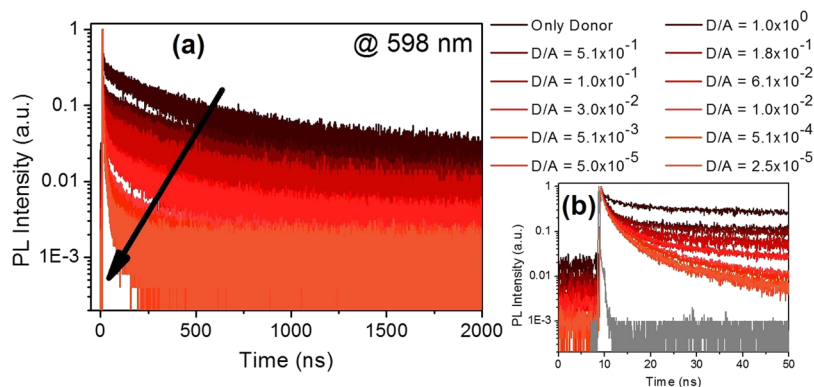 (a)
@ 598 nm
PL Intensity (a.u.)
1
0.1
0.01
1E-3
0
500
1000
1500
2000
Time (ns)
Only Donor
D/A = 1.0x10⁰
D/A = 5.1x10⁻¹
D/A = 1.8x10⁻¹
D/A = 1.0x10⁻¹
D/A = 6.1x10⁻²
D/A = 3.0x10⁻²
D/A = 1.0x10⁻²
D/A = 5.1x10⁻³
D/A = 5.1x10⁻⁴
D/A = 5.0x10⁻⁵
D/A = 2.5x10⁻⁵
(b)
PL Intensity (a.u.)
1
0.1
0.01
1E-3
0
10
20
30
40
50
Time (ns)